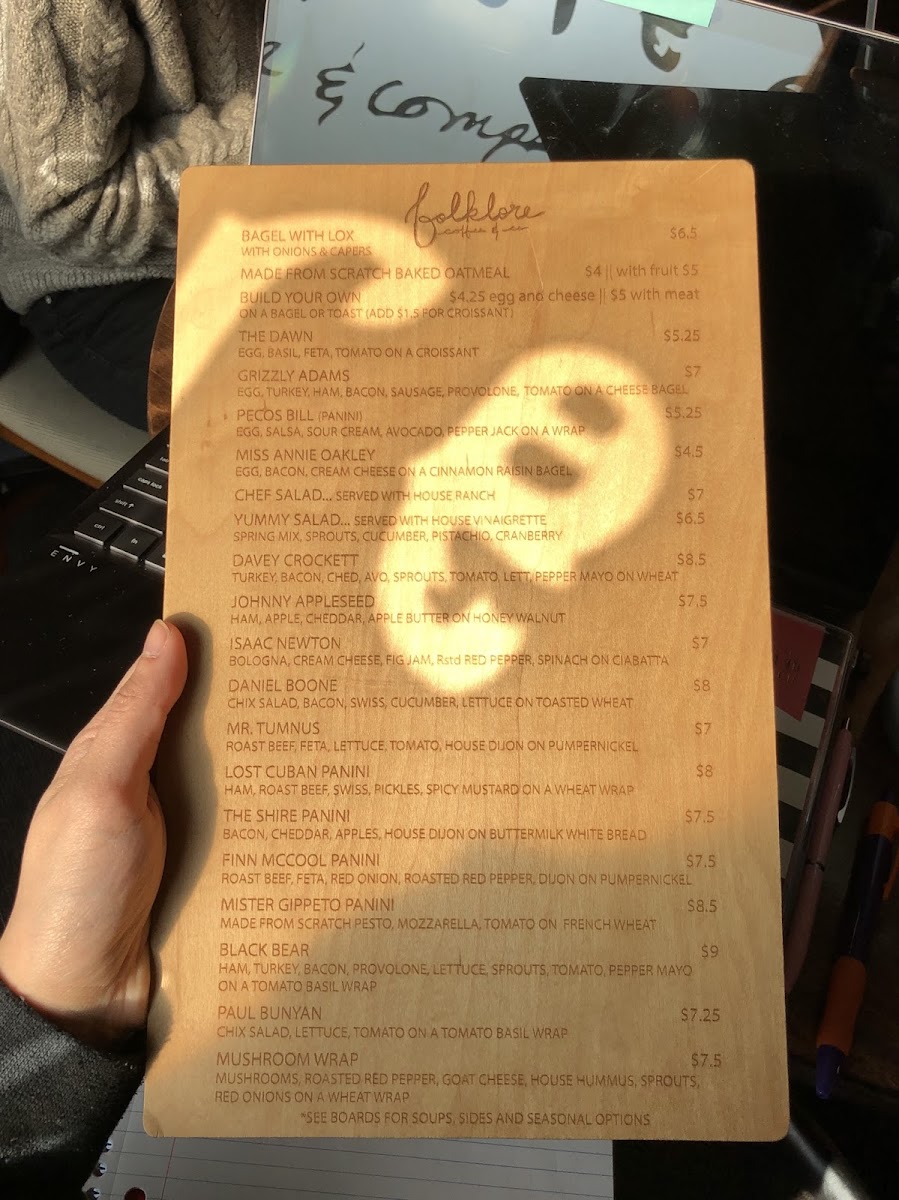 & comp
folklore
coffee & co
BAGEL WITH LOX $6.5
WITH ONIONS & CAPERS
MADE FROM SCRATCH BAKED OATMEAL $4 || with fruit $5
BUILD YOUR OWN $4.25 egg and cheese || $5 with meat
ON A BAGEL OR TOAST (ADD $1.5 FOR CROISSANT)
THE DAWN $5.25
EGG, BASIL, FETA, TOMATO ON A CROISSANT
GRIZZLY ADAMS $7
EGG, TURKEY, HAM, BACON, SAUSAGE, PROVOLONE, TOMATO ON A CHEESE BAGEL
PECOS BILL (PANINI) $5.25
EGG, SALSA, SOUR CREAM, AVOCADO, PEPPER JACK ON A WRAP
MISS ANNIE OAKLEY $4.5
EGG, BACON, CREAM CHEESE ON A CINNAMON RAISIN BAGEL
CHEF SALAD... SERVED WITH HOUSE RANCH $7
YUMMY SALAD... SERVED WITH HOUSE VINAIGRETTE $6.5
SPRING MIX, SPROUTS, CUCUMBER, PISTACHIO, CRANBERRY
DAVEY CROCKETT $8.5
TURKEY, BACON, CHED, AVO, SPROUTS, TOMATO, LETT, PEPPER MAYO ON WHEAT
JOHNNY APPLESEED $7.5
HAM, APPLE, CHEDDAR, APPLE BUTTER ON HONEY WALNUT
ISAAC NEWTON $7
BOLOGNA, CREAM CHEESE, FIG JAM, Rstd RED PEPPER, SPINACH ON CIABATTA
DANIEL BOONE $8
CHIX SALAD, BACON, SWISS, CUCUMBER, LETTUCE ON TOASTED WHEAT
MR. TUMNUS $7
ROAST BEEF, FETA, LETTUCE, TOMATO, HOUSE DIJON ON PUMPERNICKEL
LOST CUBAN PANINI $8
HAM, ROAST BEEF, SWISS, PICKLES, SPICY MUSTARD ON A WHEAT WRAP
THE SHIRE PANINI $7.5
BACON, CHEDDAR, APPLES, HOUSE DIJON ON BUTTERMILK WHITE BREAD
FINN MCCOOL PANINI $7.5
ROAST BEEF, FETA, RED ONION, ROASTED RED PEPPER, DIJON ON PUMPERNICKEL
MISTER GIPPETO PANINI $8.5
MADE FROM SCRATCH PESTO, MOZZARELLA, TOMATO ON FRENCH WHEAT
BLACK BEAR $9
HAM, TURKEY, BACON, PROVOLONE, LETTUCE, SPROUTS, TOMATO, PEPPER MAYO
ON A TOMATO BASIL WRAP
PAUL BUNYAN $7.25
CHIX SALAD, LETTUCE, TOMATO ON A TOMATO BASIL WRAP
MUSHROOM WRAP $7.5
MUSHROOMS, ROASTED RED PEPPER, GOAT CHEESE, HOUSE HUMMUS, SPROUTS,
RED ONIONS ON A WHEAT WRAP
*SEE BOARDS FOR SOUPS, SIDES AND SEASONAL OPTIONS
caps lock
shift
ctrl
fn
ENVY